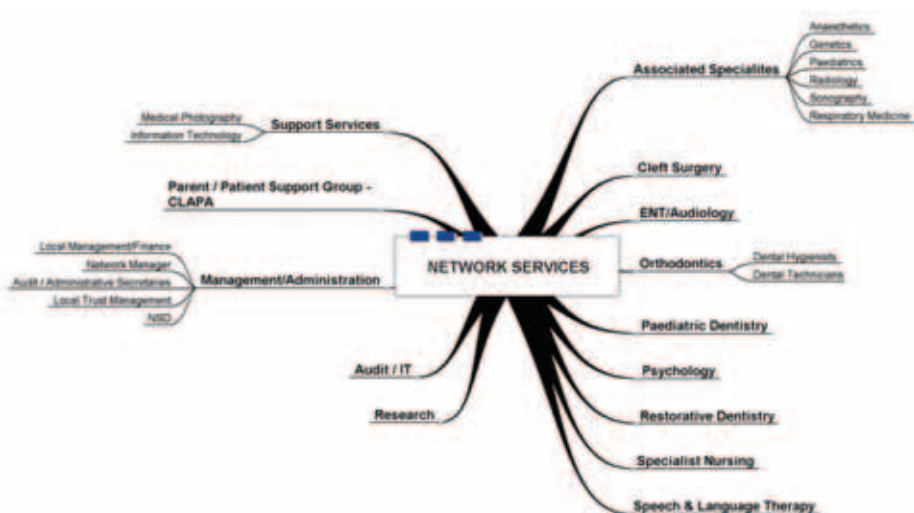 Anaesthetics
Genetics
Associated Specialites
Paediatrics
Radiology
Sonography
Respiratory Medicine
Medical Photography
Support Services
Information Technology
Cleft Surgery
Parent / Patient Support Group -
CLAPA
ENT/Audiology
NETWORK SERVICES
Orthodontics
Dental Hygienists
Dental Technicians
Local Management/Finance
Network Manager
Management/Administration
Audit / Administrative Secretaries
Local Trust Management
NSD
Paediatric Dentistry
Audit / IT
Psychology
Research
Restorative Dentistry
Specialist Nursing
Speech & Language Therapy